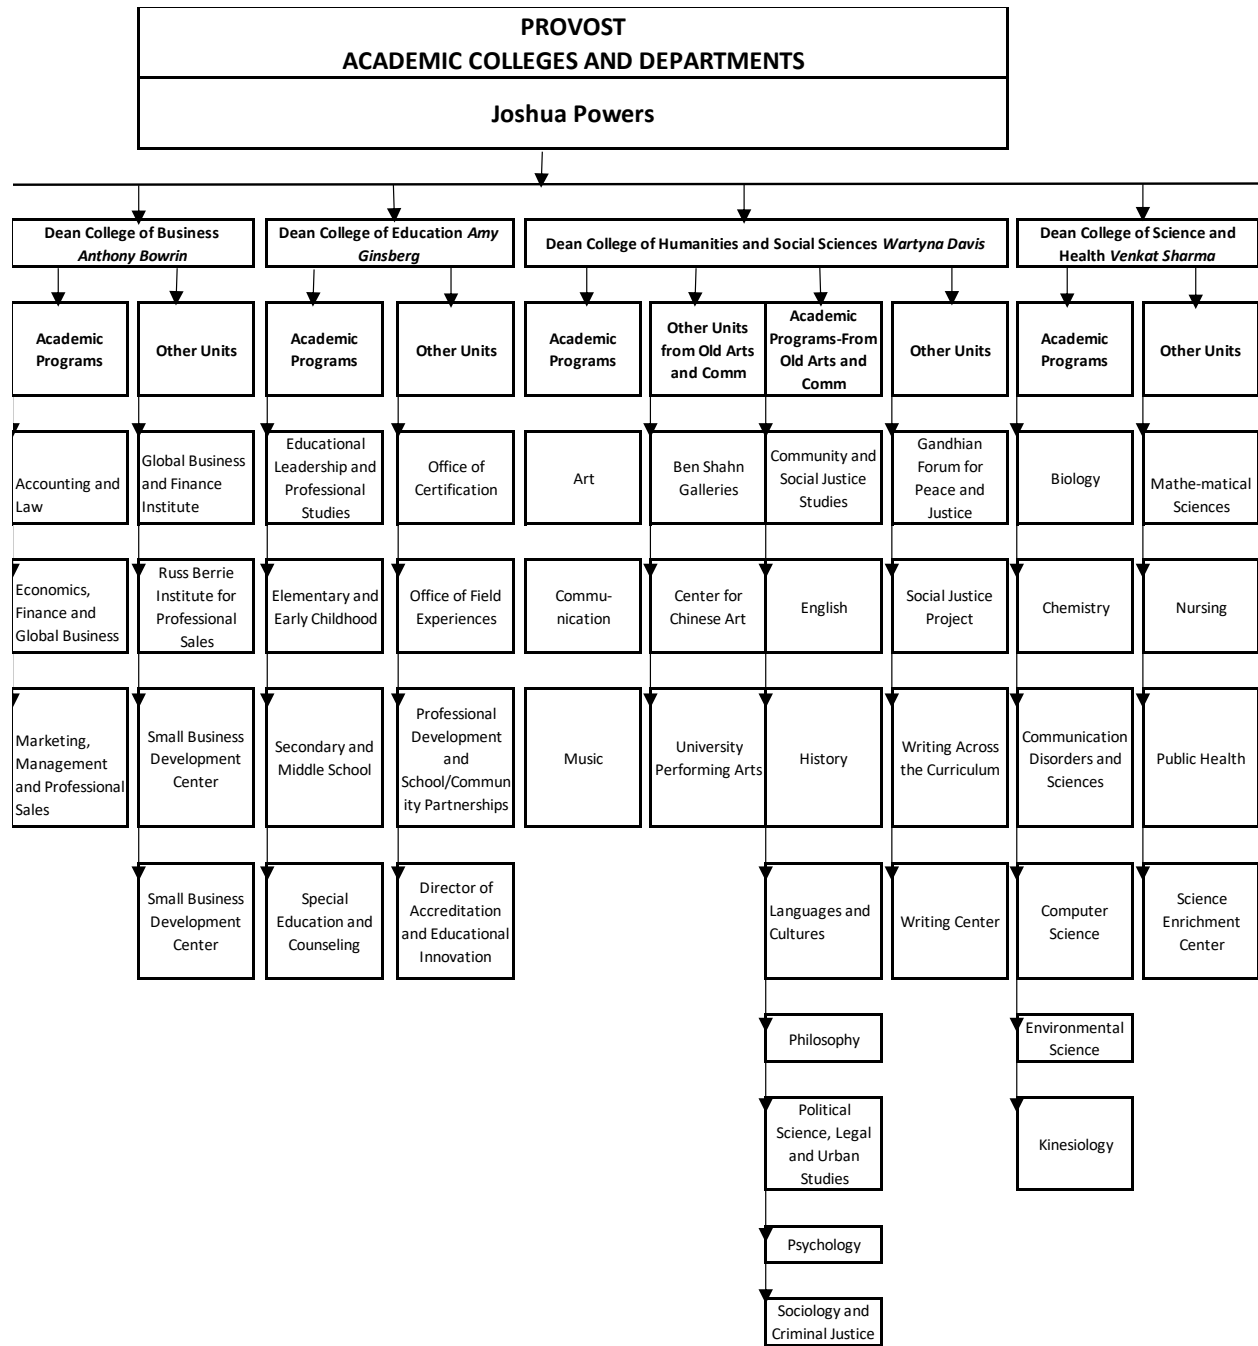 PROVOST
ACADEMIC COLLEGES AND DEPARTMENTS
Joshua Powers
Dean College of Business
Anthony Bowrin
Dean College of Education Amy
Ginsberg
Dean College of Humanities and Social Sciences Wartyna Davis
Dean College of Science and
Health Venkat Sharma
Academic
Programs
Other Units
Academic
Programs
Other Units
Academic
Programs
Other Units
from Old Arts
and Comm
Academic
Programs-From
Old Arts and
Comm
Other Units
Academic
Programs
Other Units
Accounting and
Law
Global Business
and Finance
Institute
Educational
Leadership and
Professional
Studies
Office of
Certification
Art
Ben Shahn
Galleries
Community and
Social Justice
Studies
Gandhian
Forum for
Peace and
Justice
Biology
Mathe-matical
Sciences
Economics,
Finance and
Global Business
Russ Berrie
Institute for
Professional
Sales
Elementary and
Early Childhood
Office of Field
Experiences
Commu-
nication
Center for
Chinese Art
English
Social Justice
Project
Chemistry
Nursing
Marketing,
Management
and Professional
Sales
Small Business
Development
Center
Secondary and
Middle School
Professional
Development
and
School/Commun
ity Partnerships
Music
University
Performing Arts
History
Writing Across
the Curriculum
Communication
Disorders and
Sciences
Public Health
Small Business
Development
Center
Special
Education and
Counseling
Director of
Accreditation
and Educational
Innovation
Languages and
Cultures
Writing Center
Computer
Science
Science
Enrichment
Center
Philosophy
Environmental
Science
Political
Science, Legal
and Urban
Studies
Kinesiology
Psychology
Sociology and
Criminal Justice